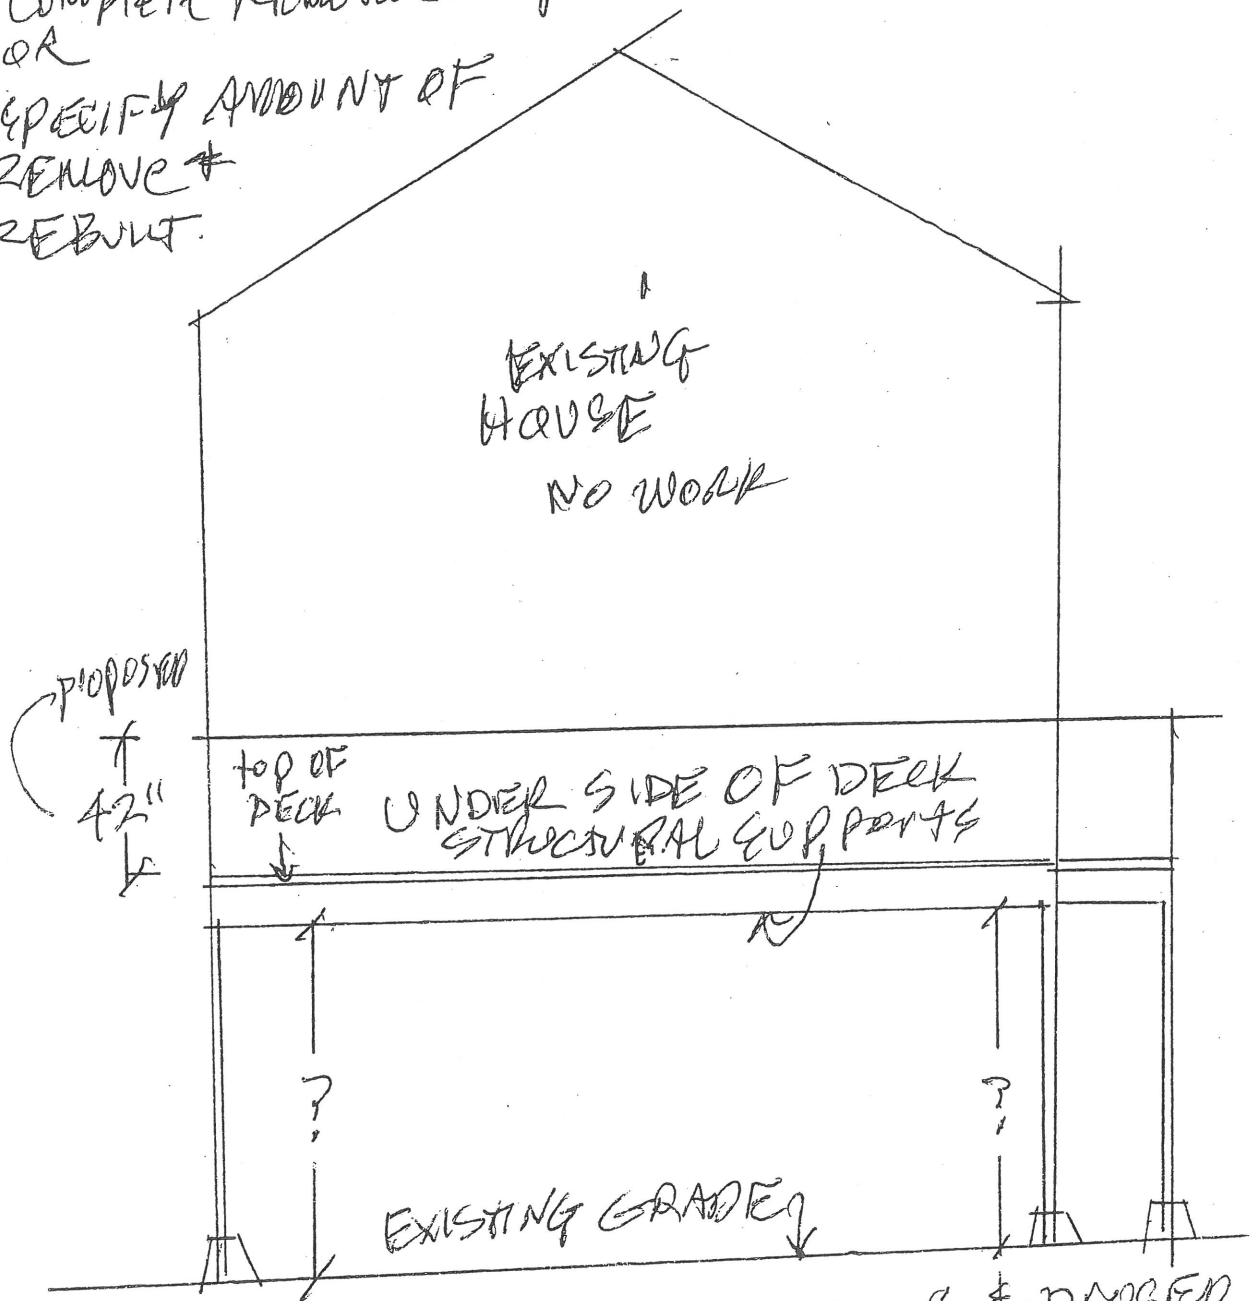 COMPLETE
OR
SPECIFY AMOUNT OF
REMOVE &
REBUILT.
EXISTING
HOUSE
NO WORK
PROPOSED
42"
top OF
DECK
UNDER SIDE OF DECK
STRUCTURAL SUPPORTS
?
?
EXISTING GRADE